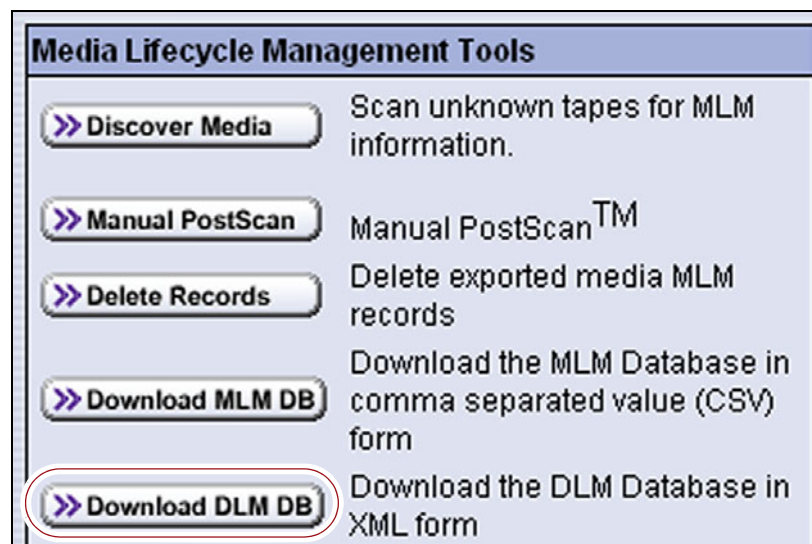 Media Lifecycle Management Tools
>> Discover Media
Scan unknown tapes for MLM
information.
>> Manual PostScan
Manual PostScan™
>> Delete Records
Delete exported media MLM
records
>> Download MLM DB
Download the MLM Database in
comma separated value (CSV)
form
>> Download DLM DB
Download the DLM Database in
XML form